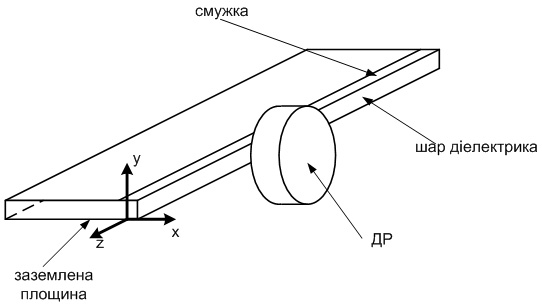 смужка
шар діелектрика
y
x
z
ДР
заземлена
площина